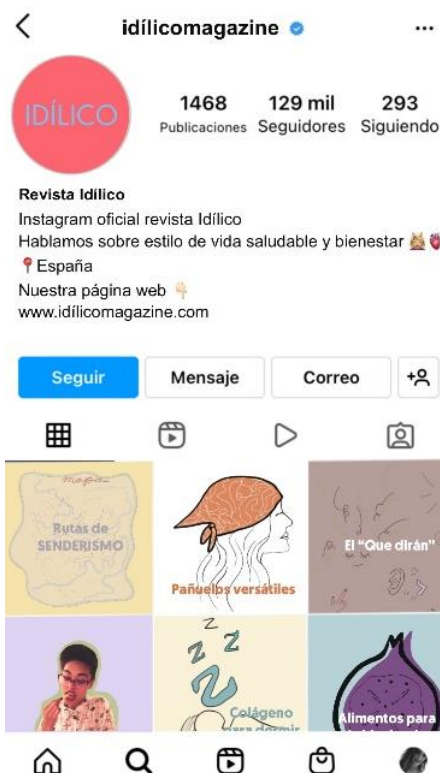 idílicomagazine
IDÍLICO
1468 129 mil 293
Publicaciones Seguidores Siguiendo
Revista Idílico
Instagram oficial revista Idílico
Hablamos sobre estilo de vida saludable y bienestar
España
Nuestra página web
www.idílicomagazine.com
Seguir Mensaje Correo
mapa
Rutas de
SENDERISMO
Pañuelos versátiles
El "Que dirán"
Z
Z Z
Z
Colágeno
para dormir
Alimentos para